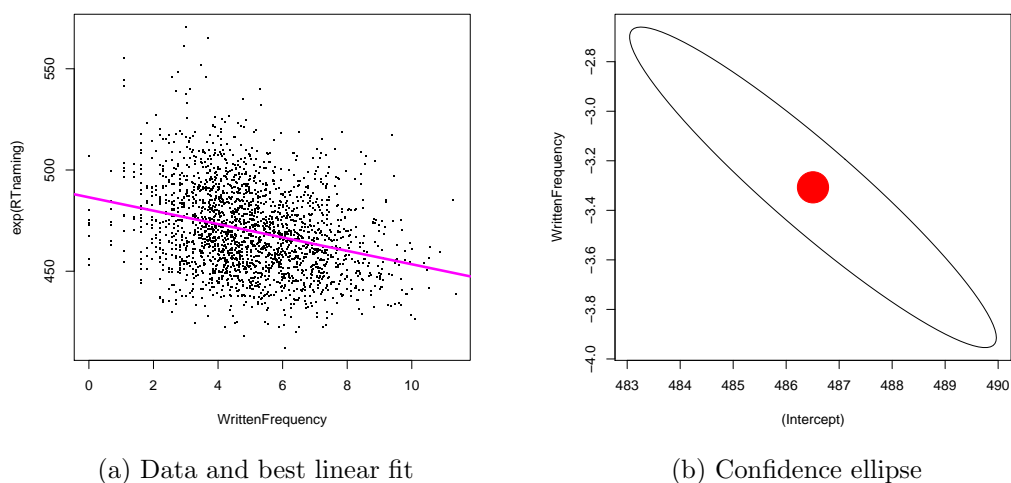 550
500
450
exp(RTnaming)
0 2 4 6 8 10
WrittenFrequency
(a) Data and best linear fit
−2.8
−3.0
−3.2
−3.4
−3.6
−3.8
−4.0
WrittenFrequency
483 484 485 486 487 488 489 490
(Intercept)
(b) Confidence ellipse